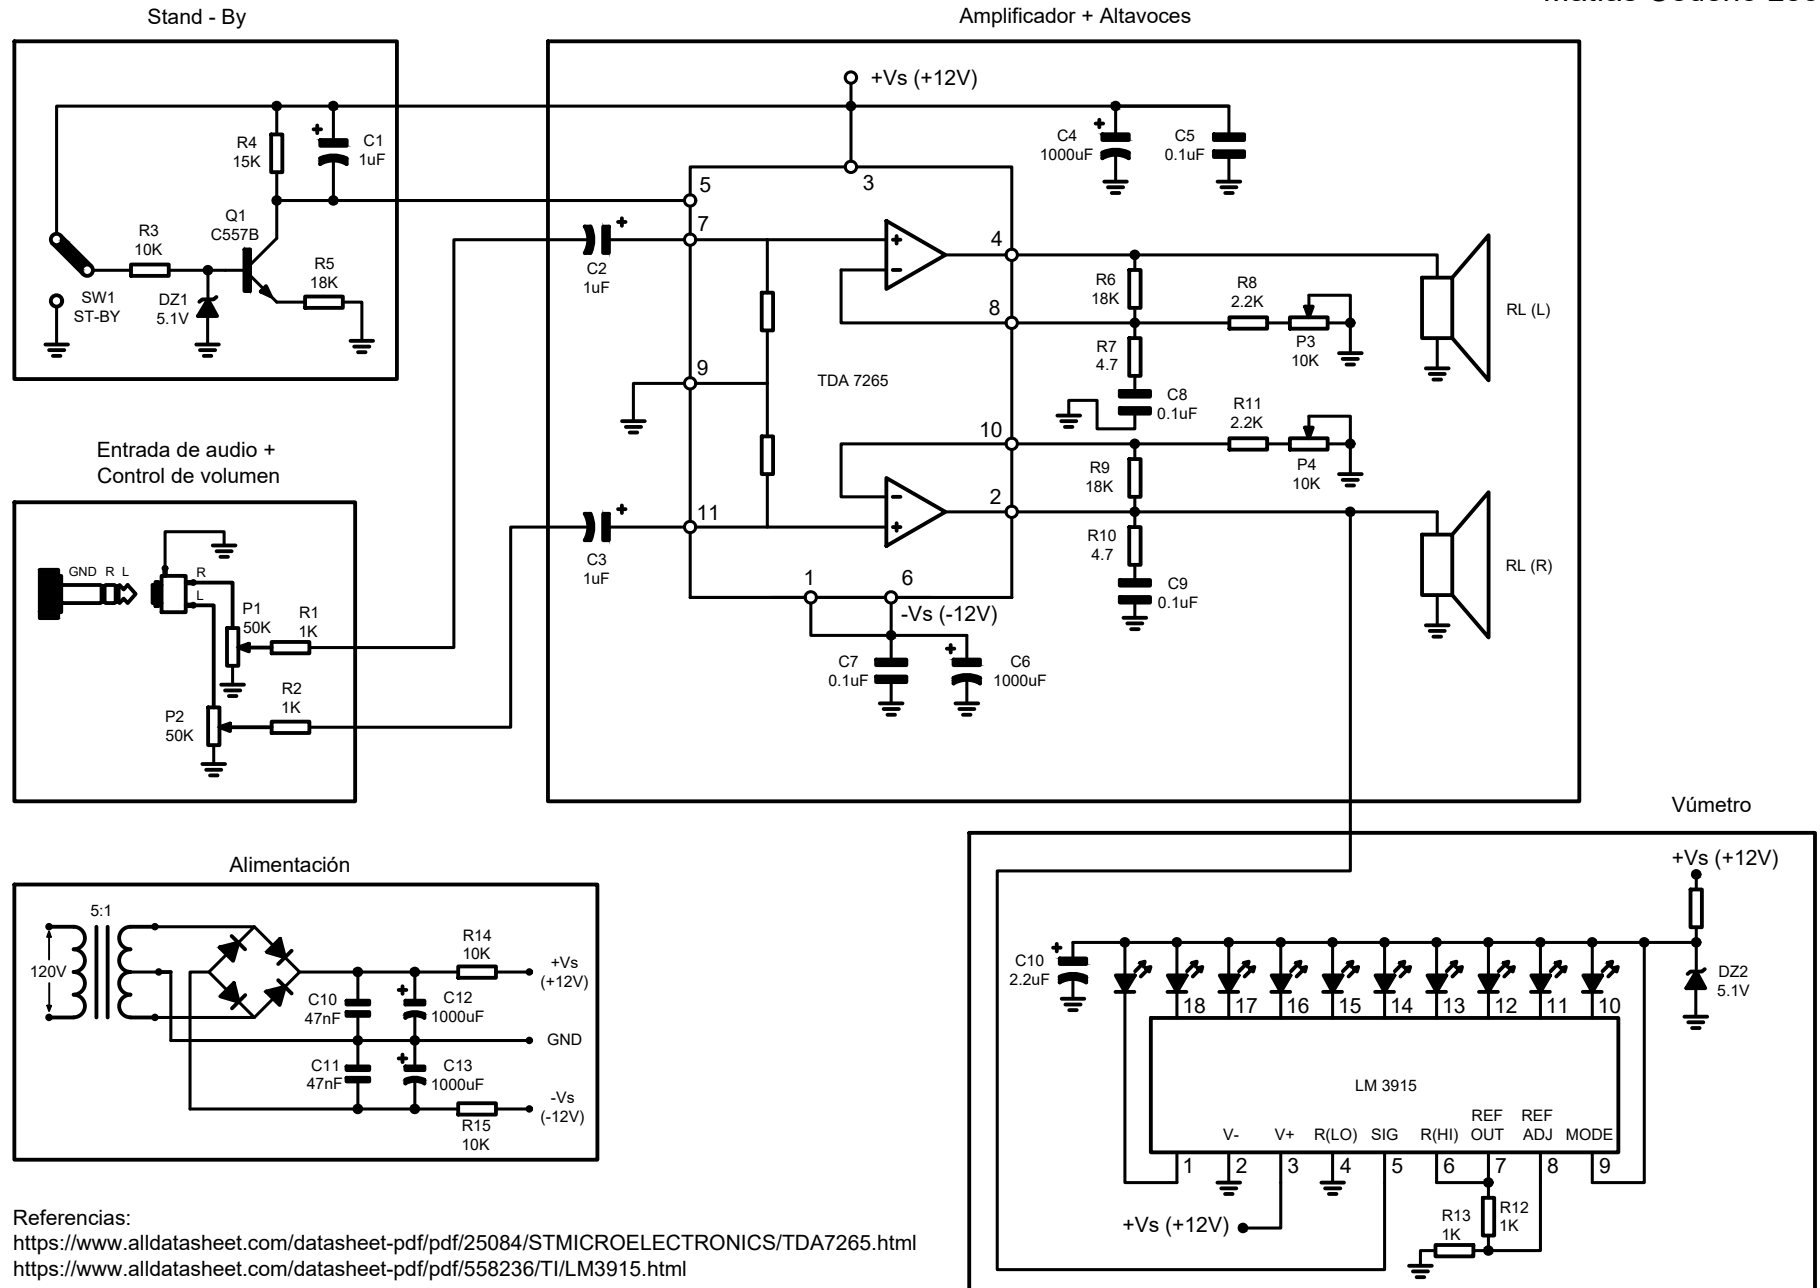 Stand - By
Amplificador + Altavoces
+Vs (+12V)
R4
15K
C1
1uF
C4
1000uF
C5
0.1uF
3
5
7
Q1
C557B
R3
10K
R5
18K
SW1
ST-BY
DZ1
5.1V
C2
1uF
4
R6
18K
R8
2.2K
8
P3
10K
RL (L)
R7
4.7
9
TDA 7265
C8
0.1uF
R11
2.2K
10
P4
10K
R9
18K
2
11
R10
4.7
C3
1uF
C9
0.1uF
RL (R)
1
6
-Vs (-12V)
C7
0.1uF
C6
1000uF
Entrada de audio +
Control de volumen
GND R L
R
L
P1
50K
R1
1K
R2
1K
P2
50K
Alimentación
5:1
120V
R14
10K
+Vs
(+12V)
C10
47nF
C12
1000uF
GND
C11
47nF
C13
1000uF
-Vs
(-12V)
R15
10K
Vúmetro
+Vs (+12V)
C10
2.2uF
DZ2
5.1V
18 17 16 15 14 13 12 11 10
LM 3915
V- V+ R(LO) SIG R(HI) REF OUT REF ADJ MODE
1 2 3 4 5 6 7 8 9
+Vs (+12V)
R13
1K
R12
1K
Referencias:
https://www.alldatasheet.com/datasheet-pdf/pdf/25084/STMICROELECTRONICS/TDA7265.html
https://www.alldatasheet.com/datasheet-pdf/pdf/558236/TI/LM3915.html